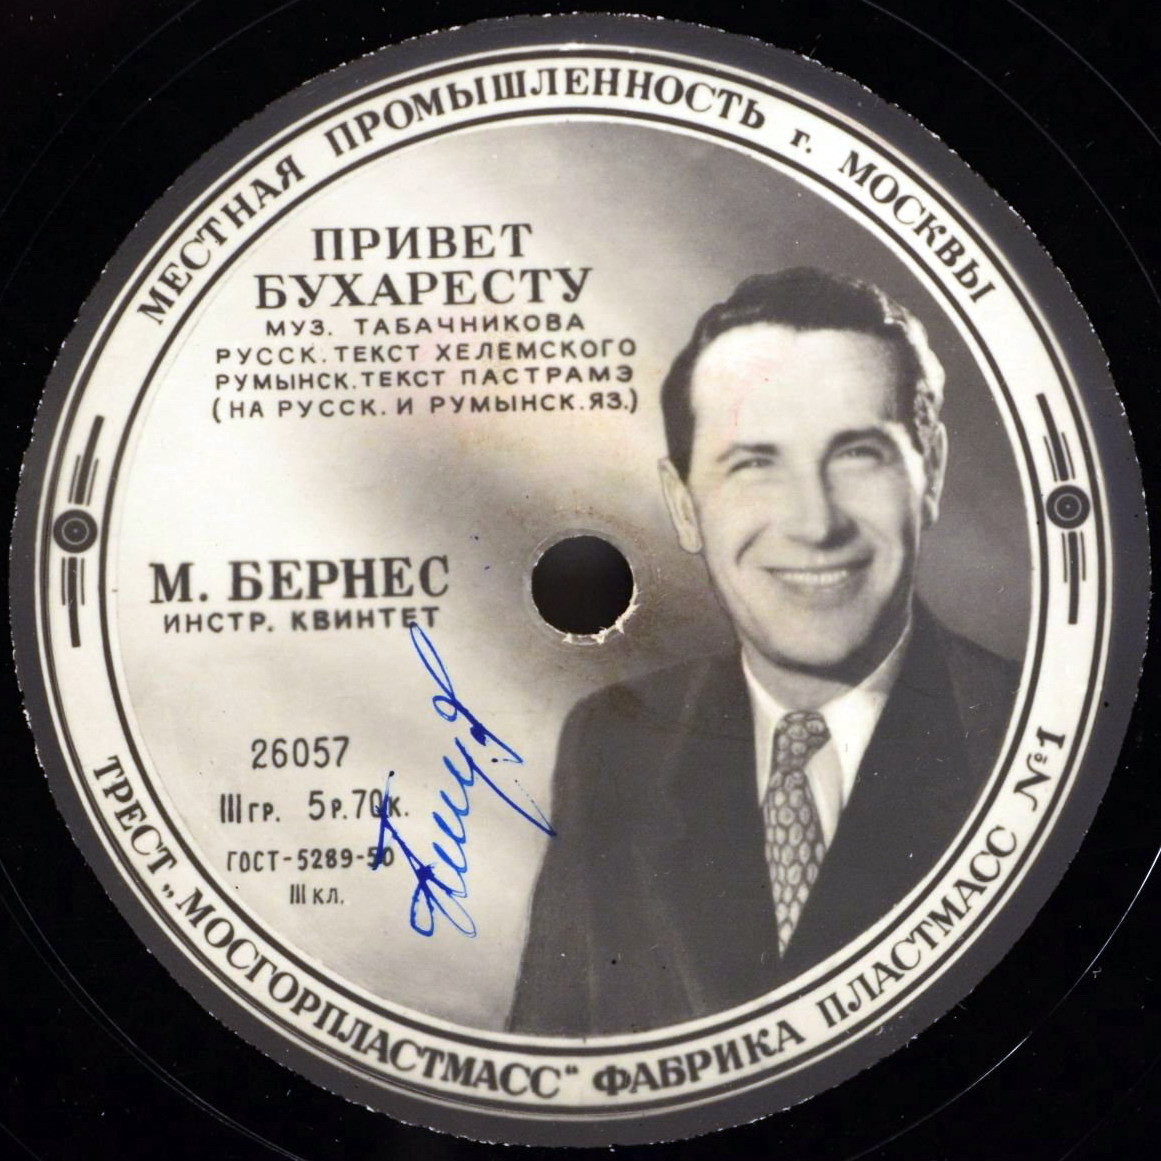 МЕСТНАЯ ПРОМЫШЛЕННОСТЬ г. МОСКВЫ
ПРИВЕТ
БУХАРЕСТУ
МУЗ. ТАБАЧНИКОВА
РУССК. ТЕКСТ ХЕЛЕМСКОГО
РУМЫНСК. ТЕКСТ ПАСТРАМЭ
(НА РУССК. И РУМЫНСК. ЯЗ.)
М. БЕРНЕС
ИНСТР. КВИНТЕТ
26057
III ГР. 5 Р. 70 К.
ГОСТ-5289-50
III КЛ.
ТРЕСТ „МОСГОРПЛАСТМАСС" ФАБРИКА ПЛАСТМАСС №1